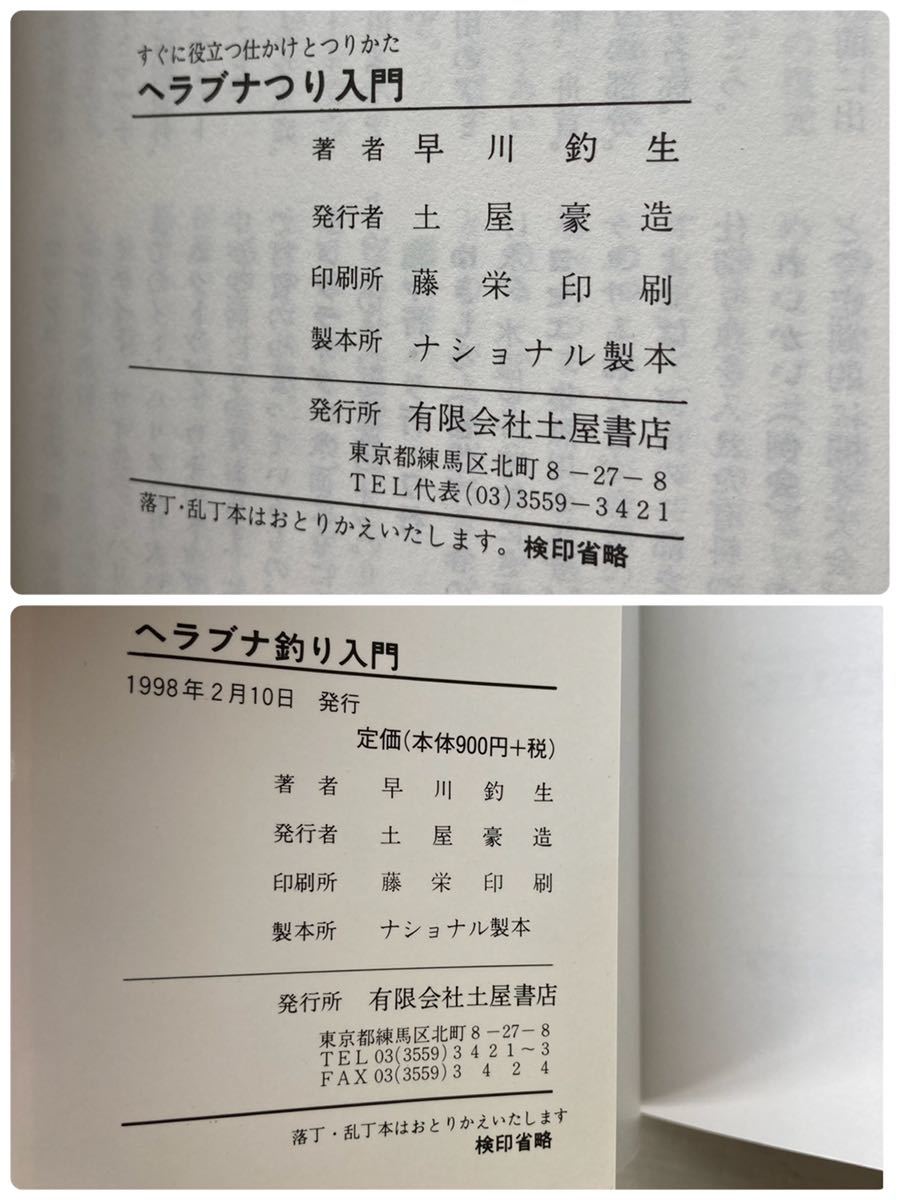 すぐに役立つ仕かけとつりかた
ヘラブナつり入門
著者 早川釣生
発行者 土屋豪造
印刷所 藤栄印刷
製本所 ナショナル製本
発行所 有限会社土屋書店
東京都練馬区北町8-27-8
TEL代表(03)3559-3421
落丁・乱丁本はおとりかえいたします。検印省略
ヘラブナ釣り入門
1998年2月10日 発行
定価(本体900円+税)
著者 早川釣生
発行者 土屋豪造
印刷所 藤栄印刷
製本所 ナショナル製本
発行所 有限会社土屋書店
東京都練馬区北町8-27-8
TEL 03(3559)3421~3
FAX 03(3559)3424
落丁・乱丁本はおとりかえいたします
検印省略